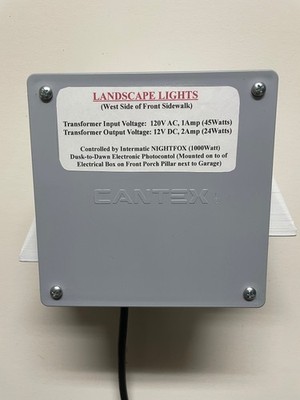 LANDSCAPE LIGHTS
(West Side of Front Sidewalk)
Transformer Input Voltage: 120V AC, 1Amp (45Watts)
Transformer Output Voltage: 12V DC, 2Amp (24Watts)
Controlled by Intermatic NIGHTFOX (1000Watt)
Dusk-to-Dawn Electronic Photocontol (Mounted on to of
Electrical Box on Front Porch Pillar next to Garage)
CANTEX